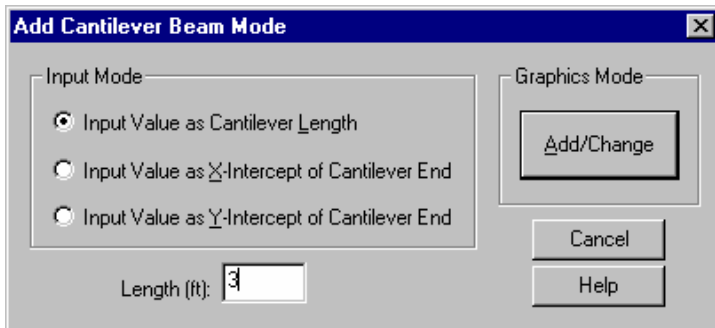 Add Cantilever Beam Mode
Input Mode
Input Value as Cantilever Length
Input Value as X-Intercept of Cantilever End
Input Value as Y-Intercept of Cantilever End
Length (ft): 3
Graphics Mode
Add/Change
Cancel
Help